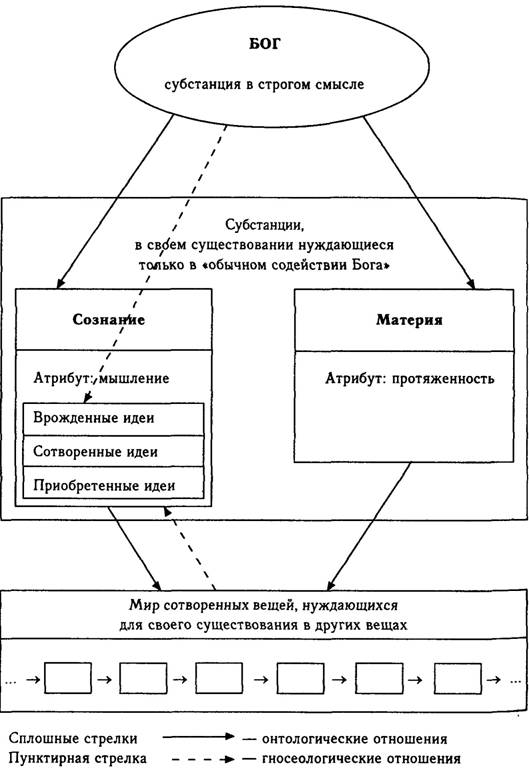 БОГ
субстанция в строгом смысле
Субстанции,
в своем существовании нуждающиеся
только в «обычном содействии Бога»
Сознание
Материя
Атрибут: мышление
Атрибут: протяженность
Врожденные идеи
Сотворенные идеи
Приобретенные идеи
Мир сотворенных вещей, нуждающихся
для своего существования в других вещах
... ...
Сплошные стрелки — онтологические отношения
Пунктирная стрелка — гносеологические отношения